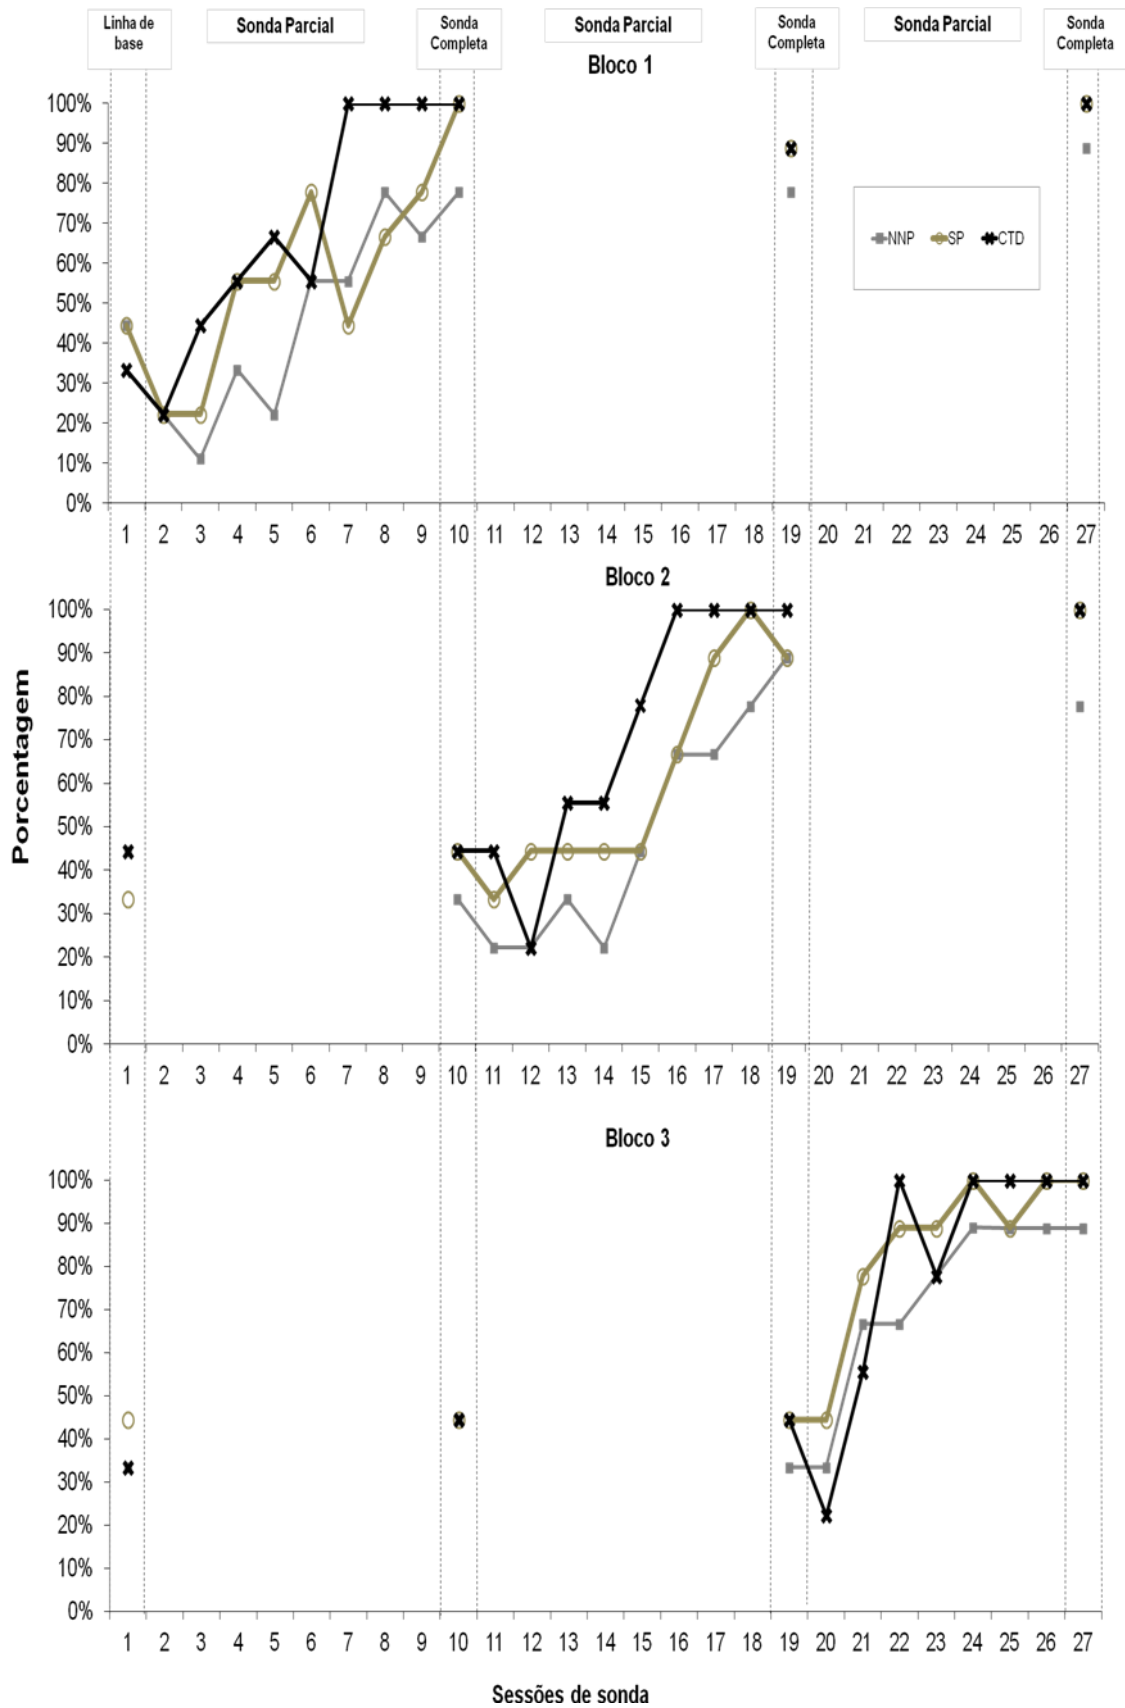 Linha de base
Sonda Parcial
Sonda Completa
Sonda Parcial
Sonda Completa
Sonda Parcial
Sonda Completa
Bloco 1
100%
90%
80%
70%
60%
50%
40%
30%
20%
10%
0%
NNP SP CTD
1 2 3 4 5 6 7 8 9 10 11 12 13 14 15 16 17 18 19 20 21 22 23 24 25 26 27
Bloco 2
Porcentagem
100%
90%
80%
70%
60%
50%
40%
30%
20%
10%
0%
1 2 3 4 5 6 7 8 9 10 11 12 13 14 15 16 17 18 19 20 21 22 23 24 25 26 27
Bloco 3
100%
90%
80%
70%
60%
50%
40%
30%
20%
10%
0%
1 2 3 4 5 6 7 8 9 10 11 12 13 14 15 16 17 18 19 20 21 22 23 24 25 26 27
Sessões de sonda